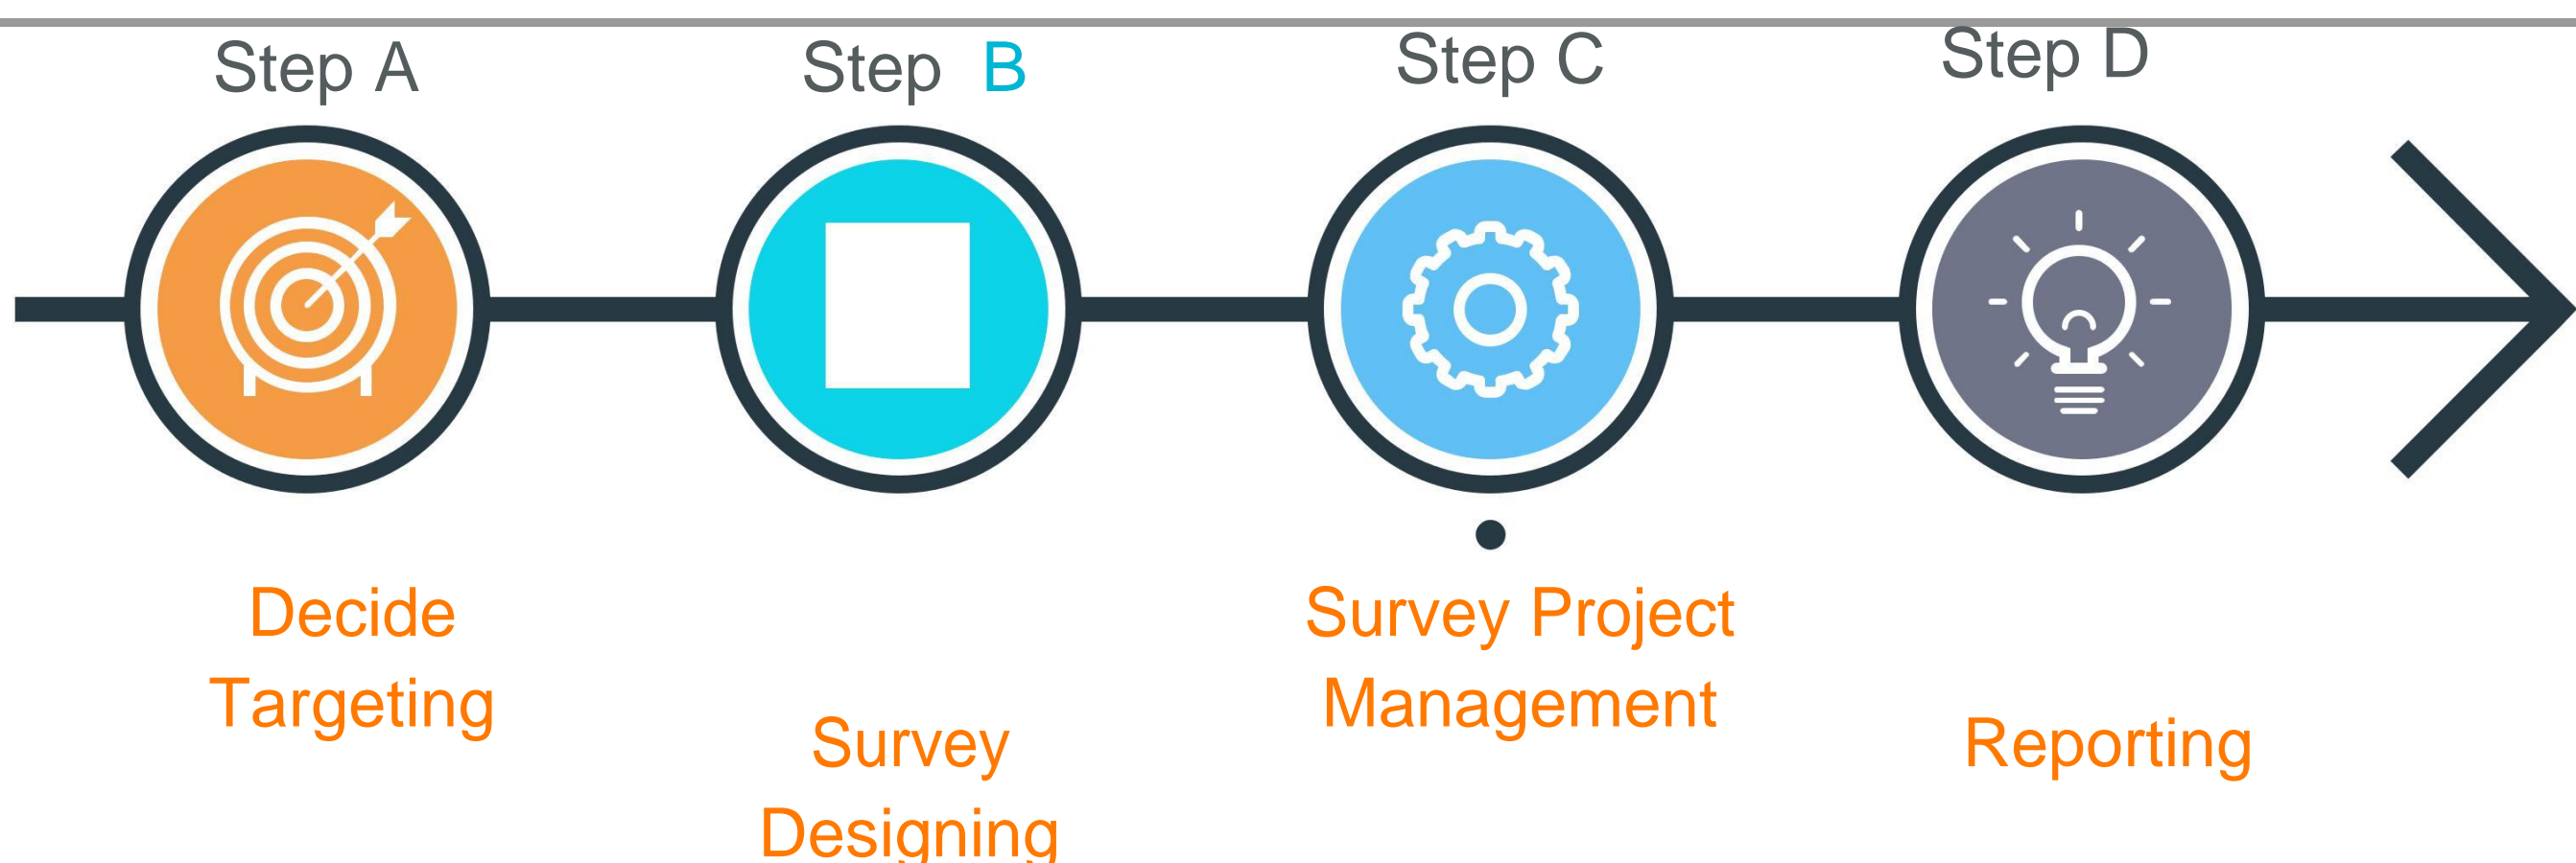 Step A
Step B
Step C
Step D
Decide
Targeting
Survey
Designing
Survey Project
Management
Reporting